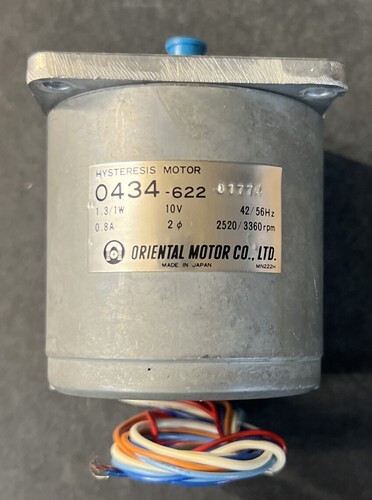 HYSTERESIS MOTOR
0434-622 01774
1.3/1W 10V 42/56Hz
0.8A 2φ 2520/3360rpm
ORIENTAL MOTOR CO., LTD.
MADE IN JAPAN MN222H